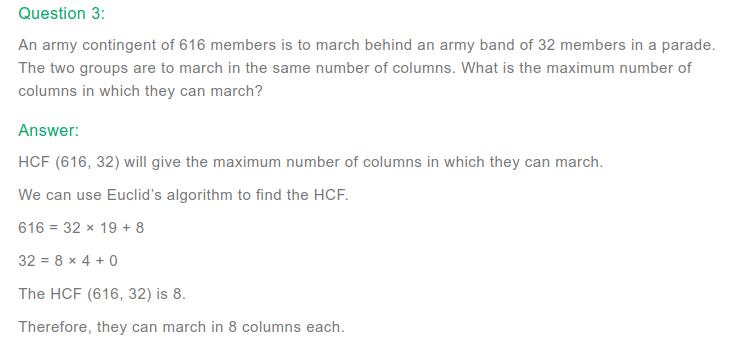 Question 3:
An army contingent of 616 members is to march behind an army band of 32 members in a parade.
The two groups are to march in the same number of columns. What is the maximum number of
columns in which they can march?
Answer:
HCF (616, 32) will give the maximum number of columns in which they can march.
We can use Euclid's algorithm to find the HCF.
616 = 32 × 19 + 8
32 = 8 × 4 + 0
The HCF (616, 32) is 8.
Therefore, they can march in 8 columns each.